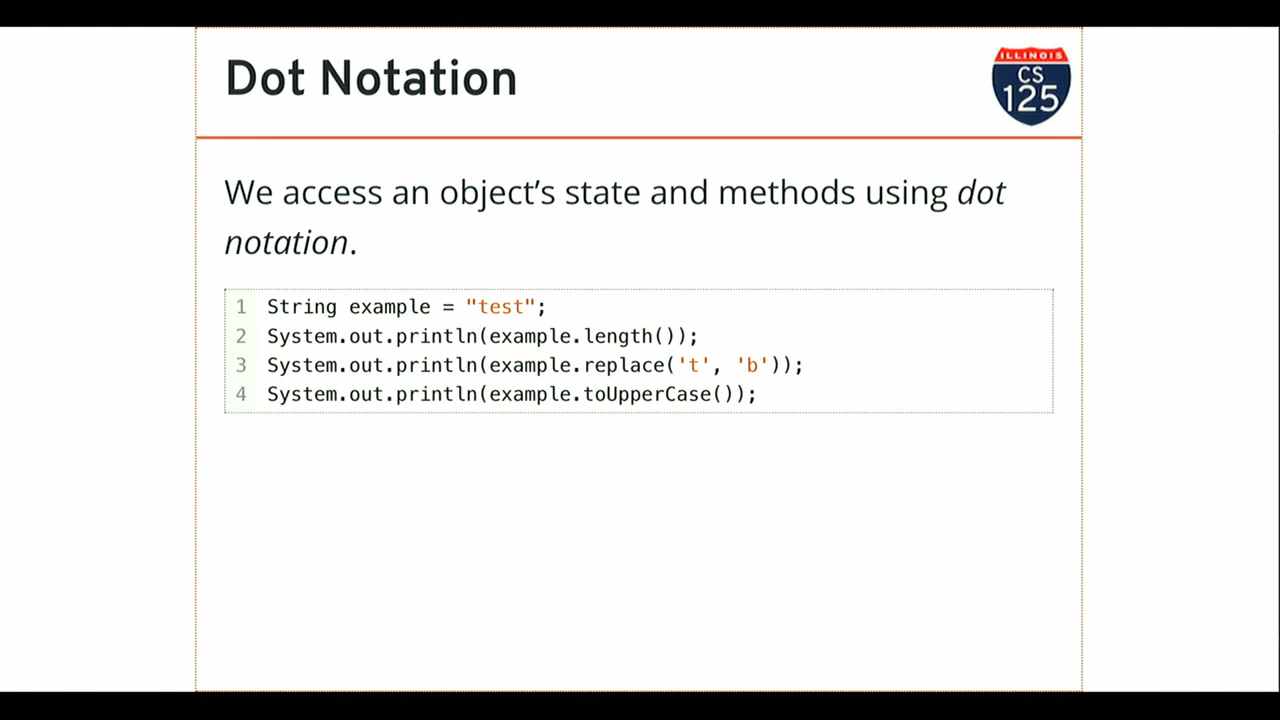 Dot Notation
ILLINOIS
CS
125
We access an object’s state and methods using dot
notation.
1 String example = "test";
2 System.out.println(example.length());
3 System.out.println(example.replace('t', 'b'));
4 System.out.println(example.toUpperCase());